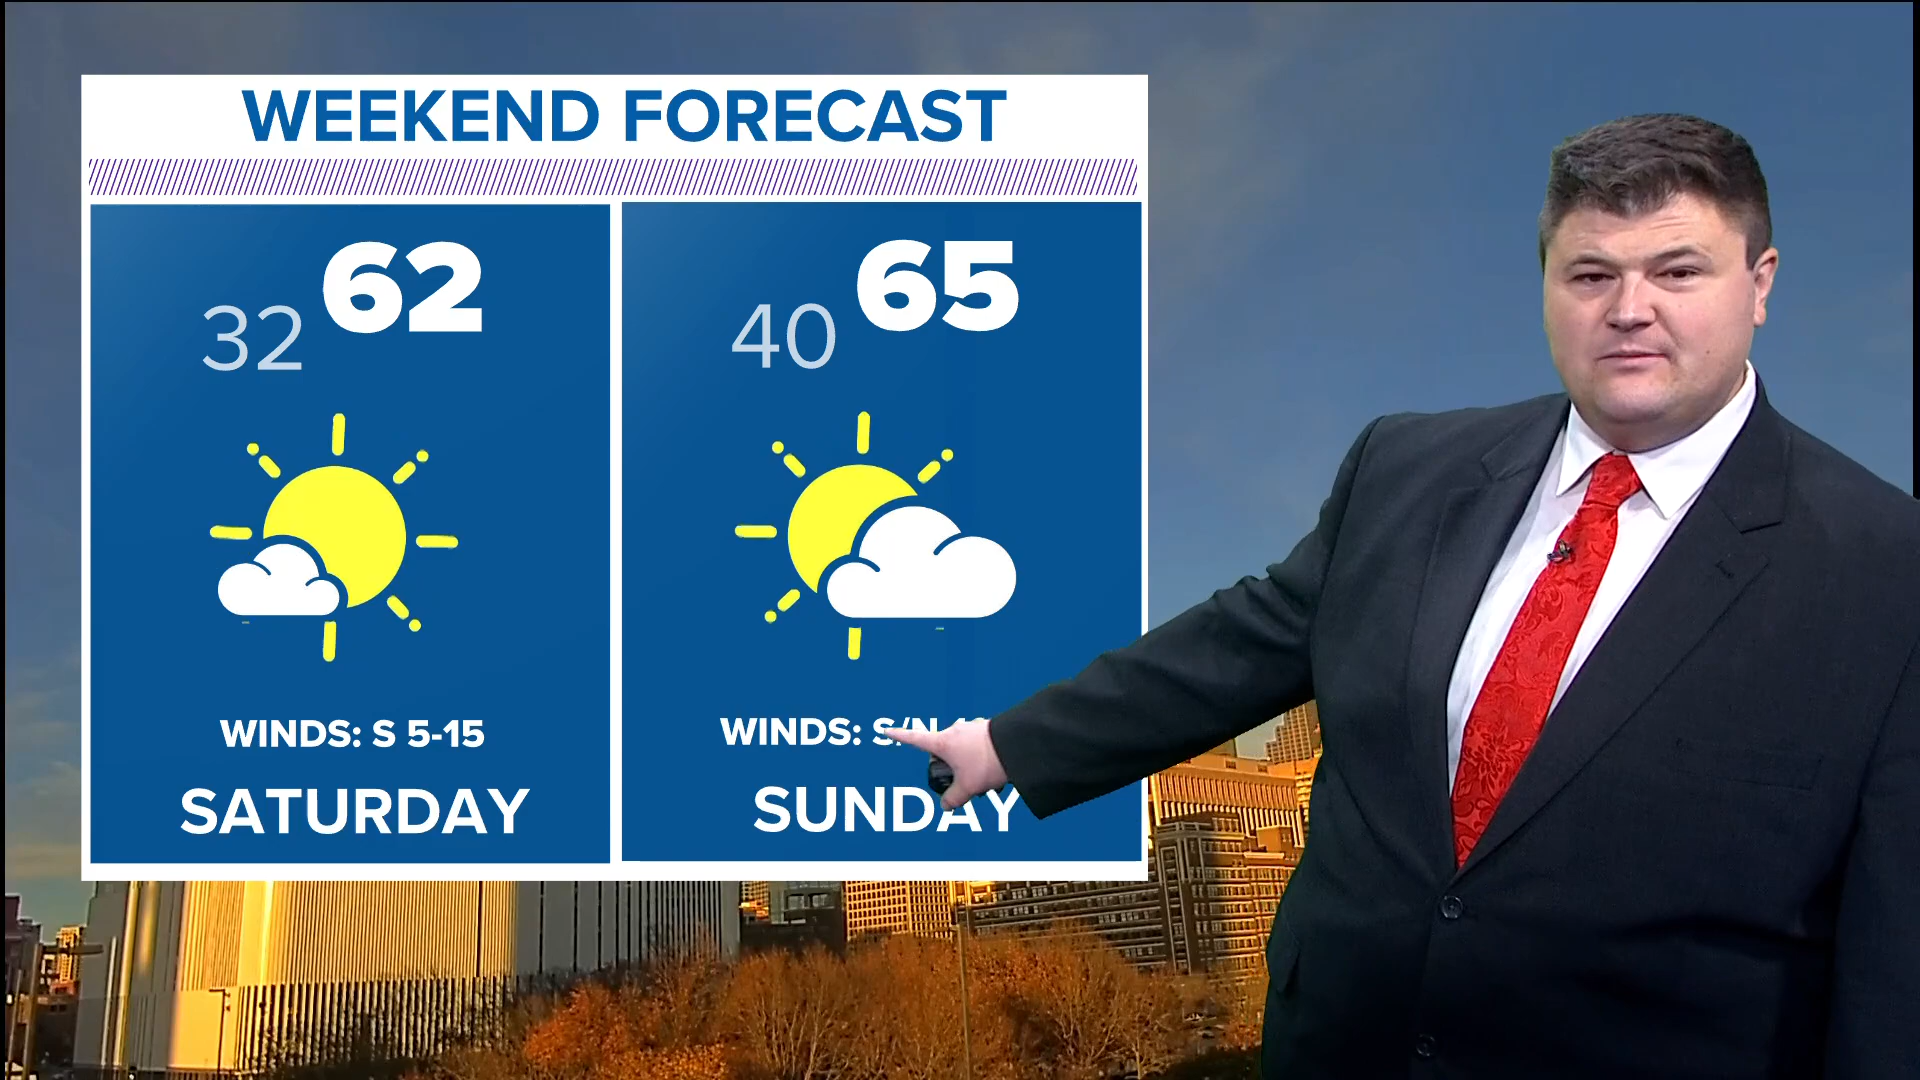 WEEKEND FORECAST
32 62
WINDS: S 5-15
SATURDAY
40 65
WINDS: S/N
SUNDAY